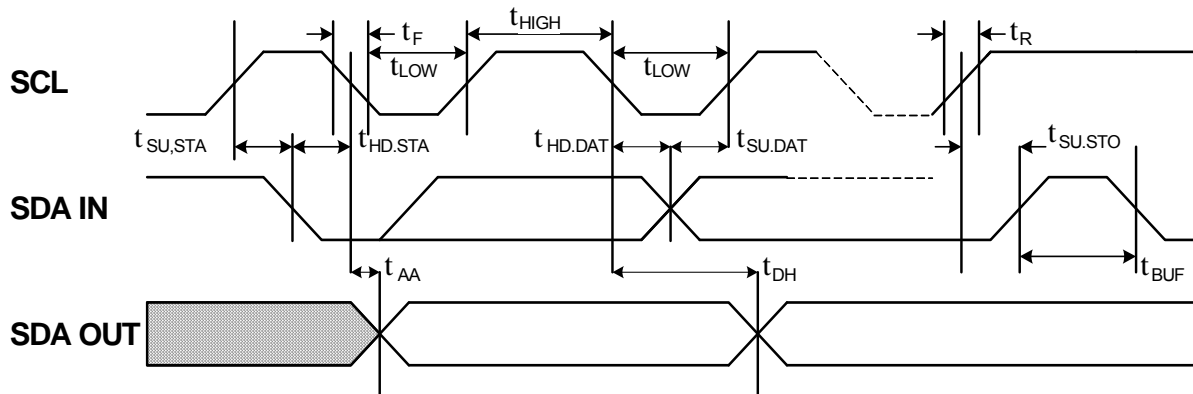 tF
tHIGH
tR
SCL
tLOW
tLOW
tSU,STA
tHD.STA
tHD.DAT
tSU.DAT
tSU.STO
SDA IN
tAA
tDH
tBUF
SDA OUT